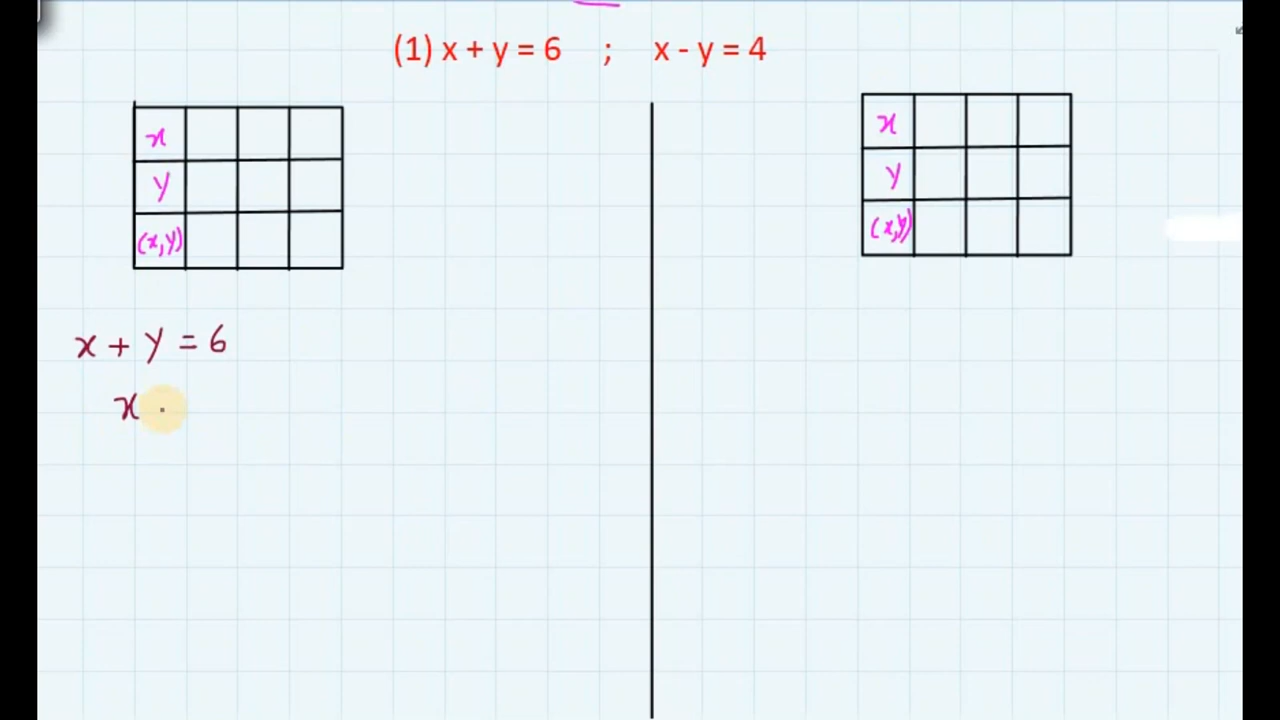 (1) x + y = 6 ; x - y = 4
x
y
(x,y)
x + y = 6
x
x
y
(x,y)